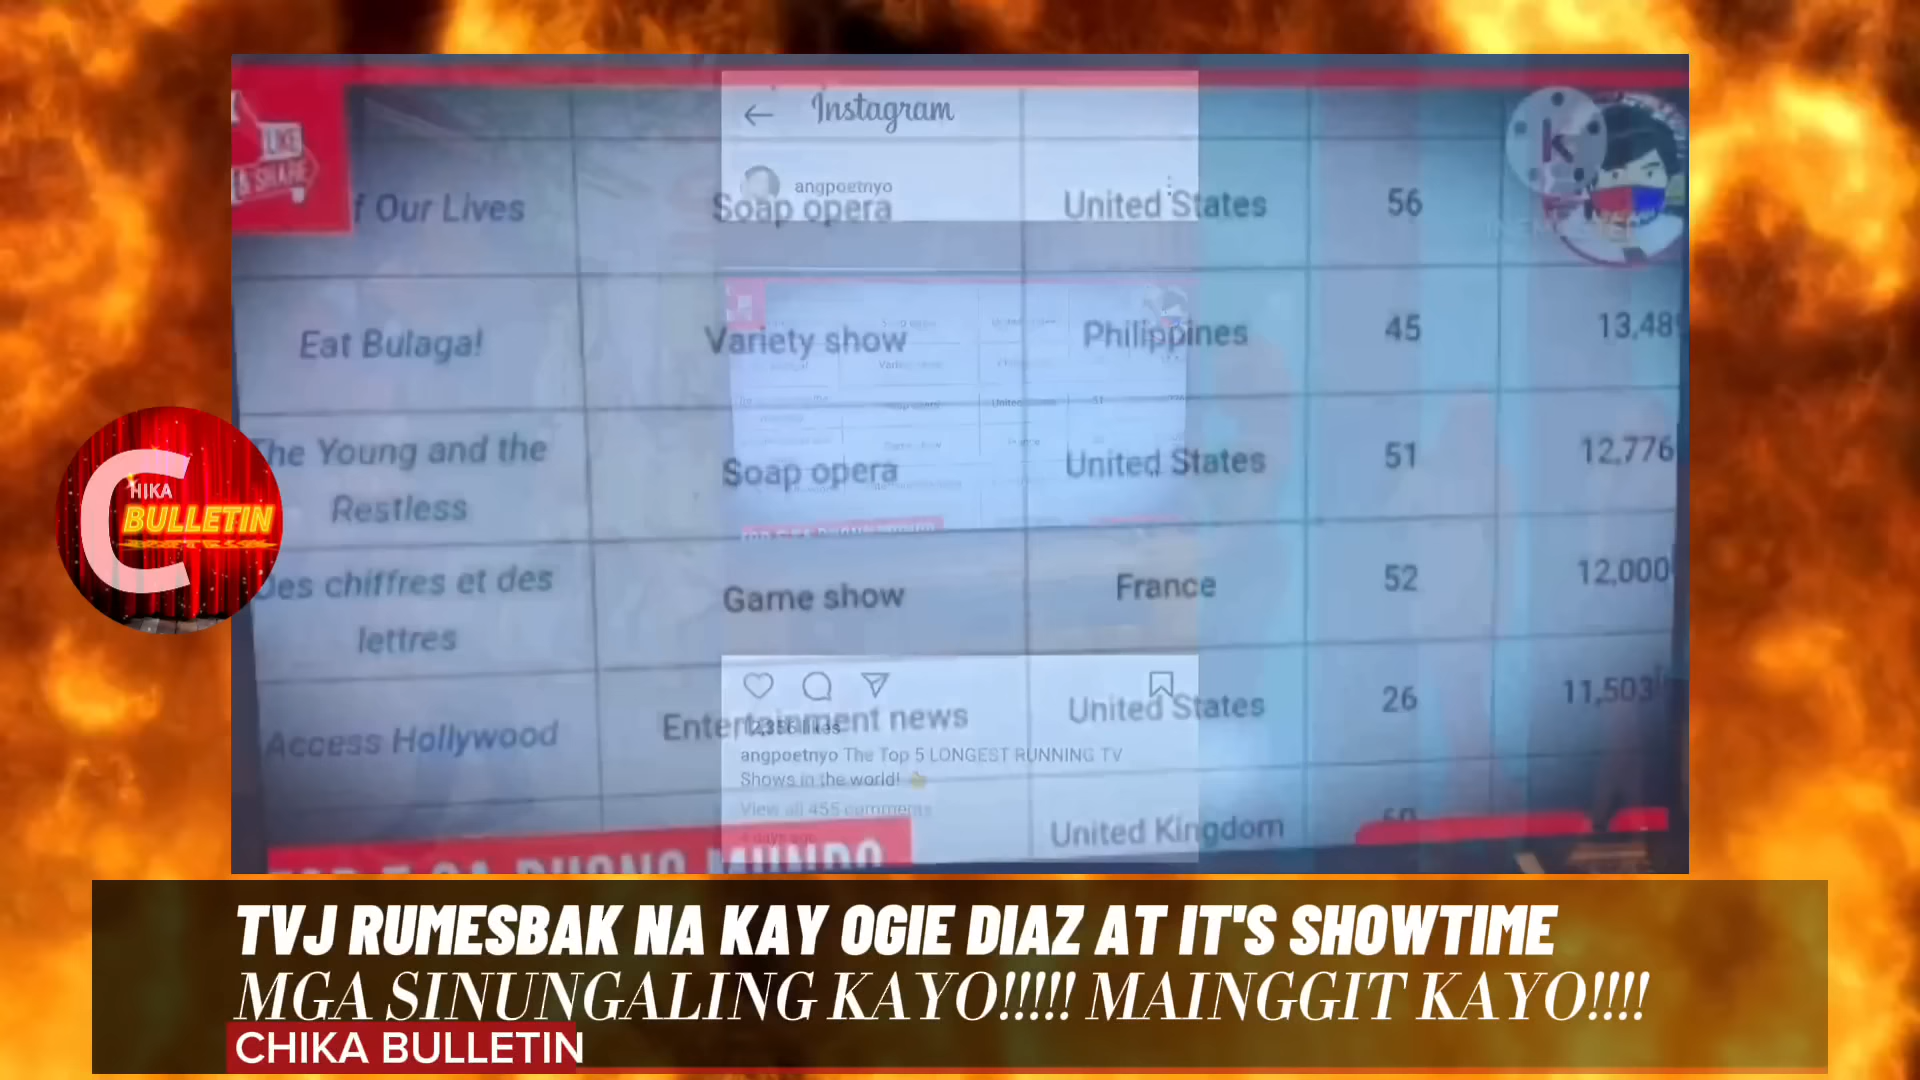 Instagram
angpoetnyo
LIKE
& SHARE
k
f Our Lives Soap opera United States 56
Eat Bulaga! Variety show Philippines 45 13,48
The Young and the Restless Soap opera United States 51 12,776
Des chiffres et des lettres Game show France 52 12,000
Access Hollywood Entertainment news United States 26 11,503
United Kingdom
angpoetnyo The Top 5 LONGEST RUNNING TV
Shows in the world!
View all 455 comments
CHIKA
BULLETIN
TVJ RUMESBAK NA KAY OGIE DIAZ AT IT'S SHOWTIME
MGA SINUNGALING KAYO!!!!! MAINGGIT KAYO!!!!
CHIKA BULLETIN